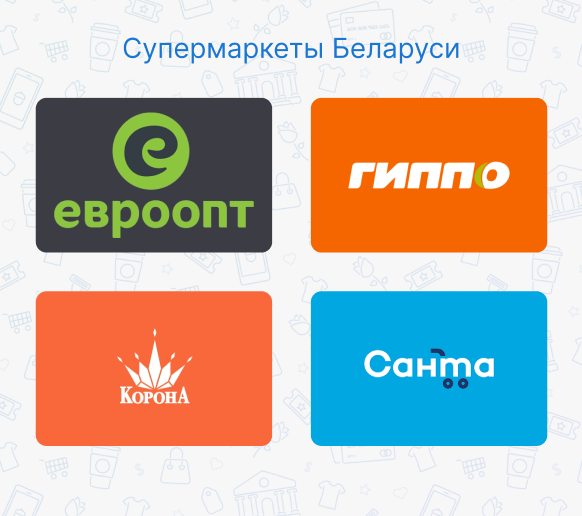 Супермаркеты Беларуси
евроопт
гиппо
Корона
Санта